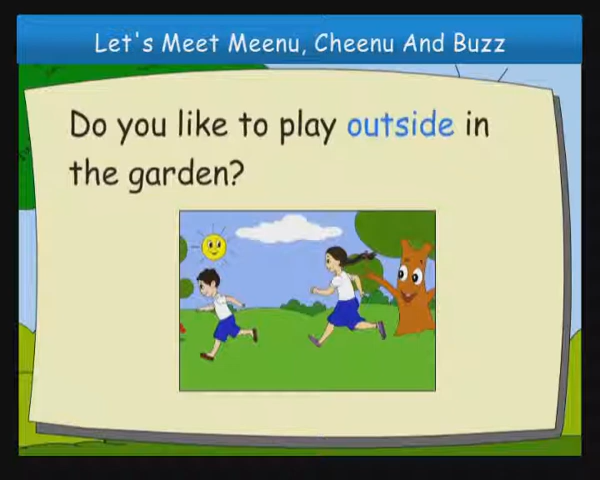 Let's Meet Meenu, Cheenu And Buzz
Do you like to play outside in
the garden?